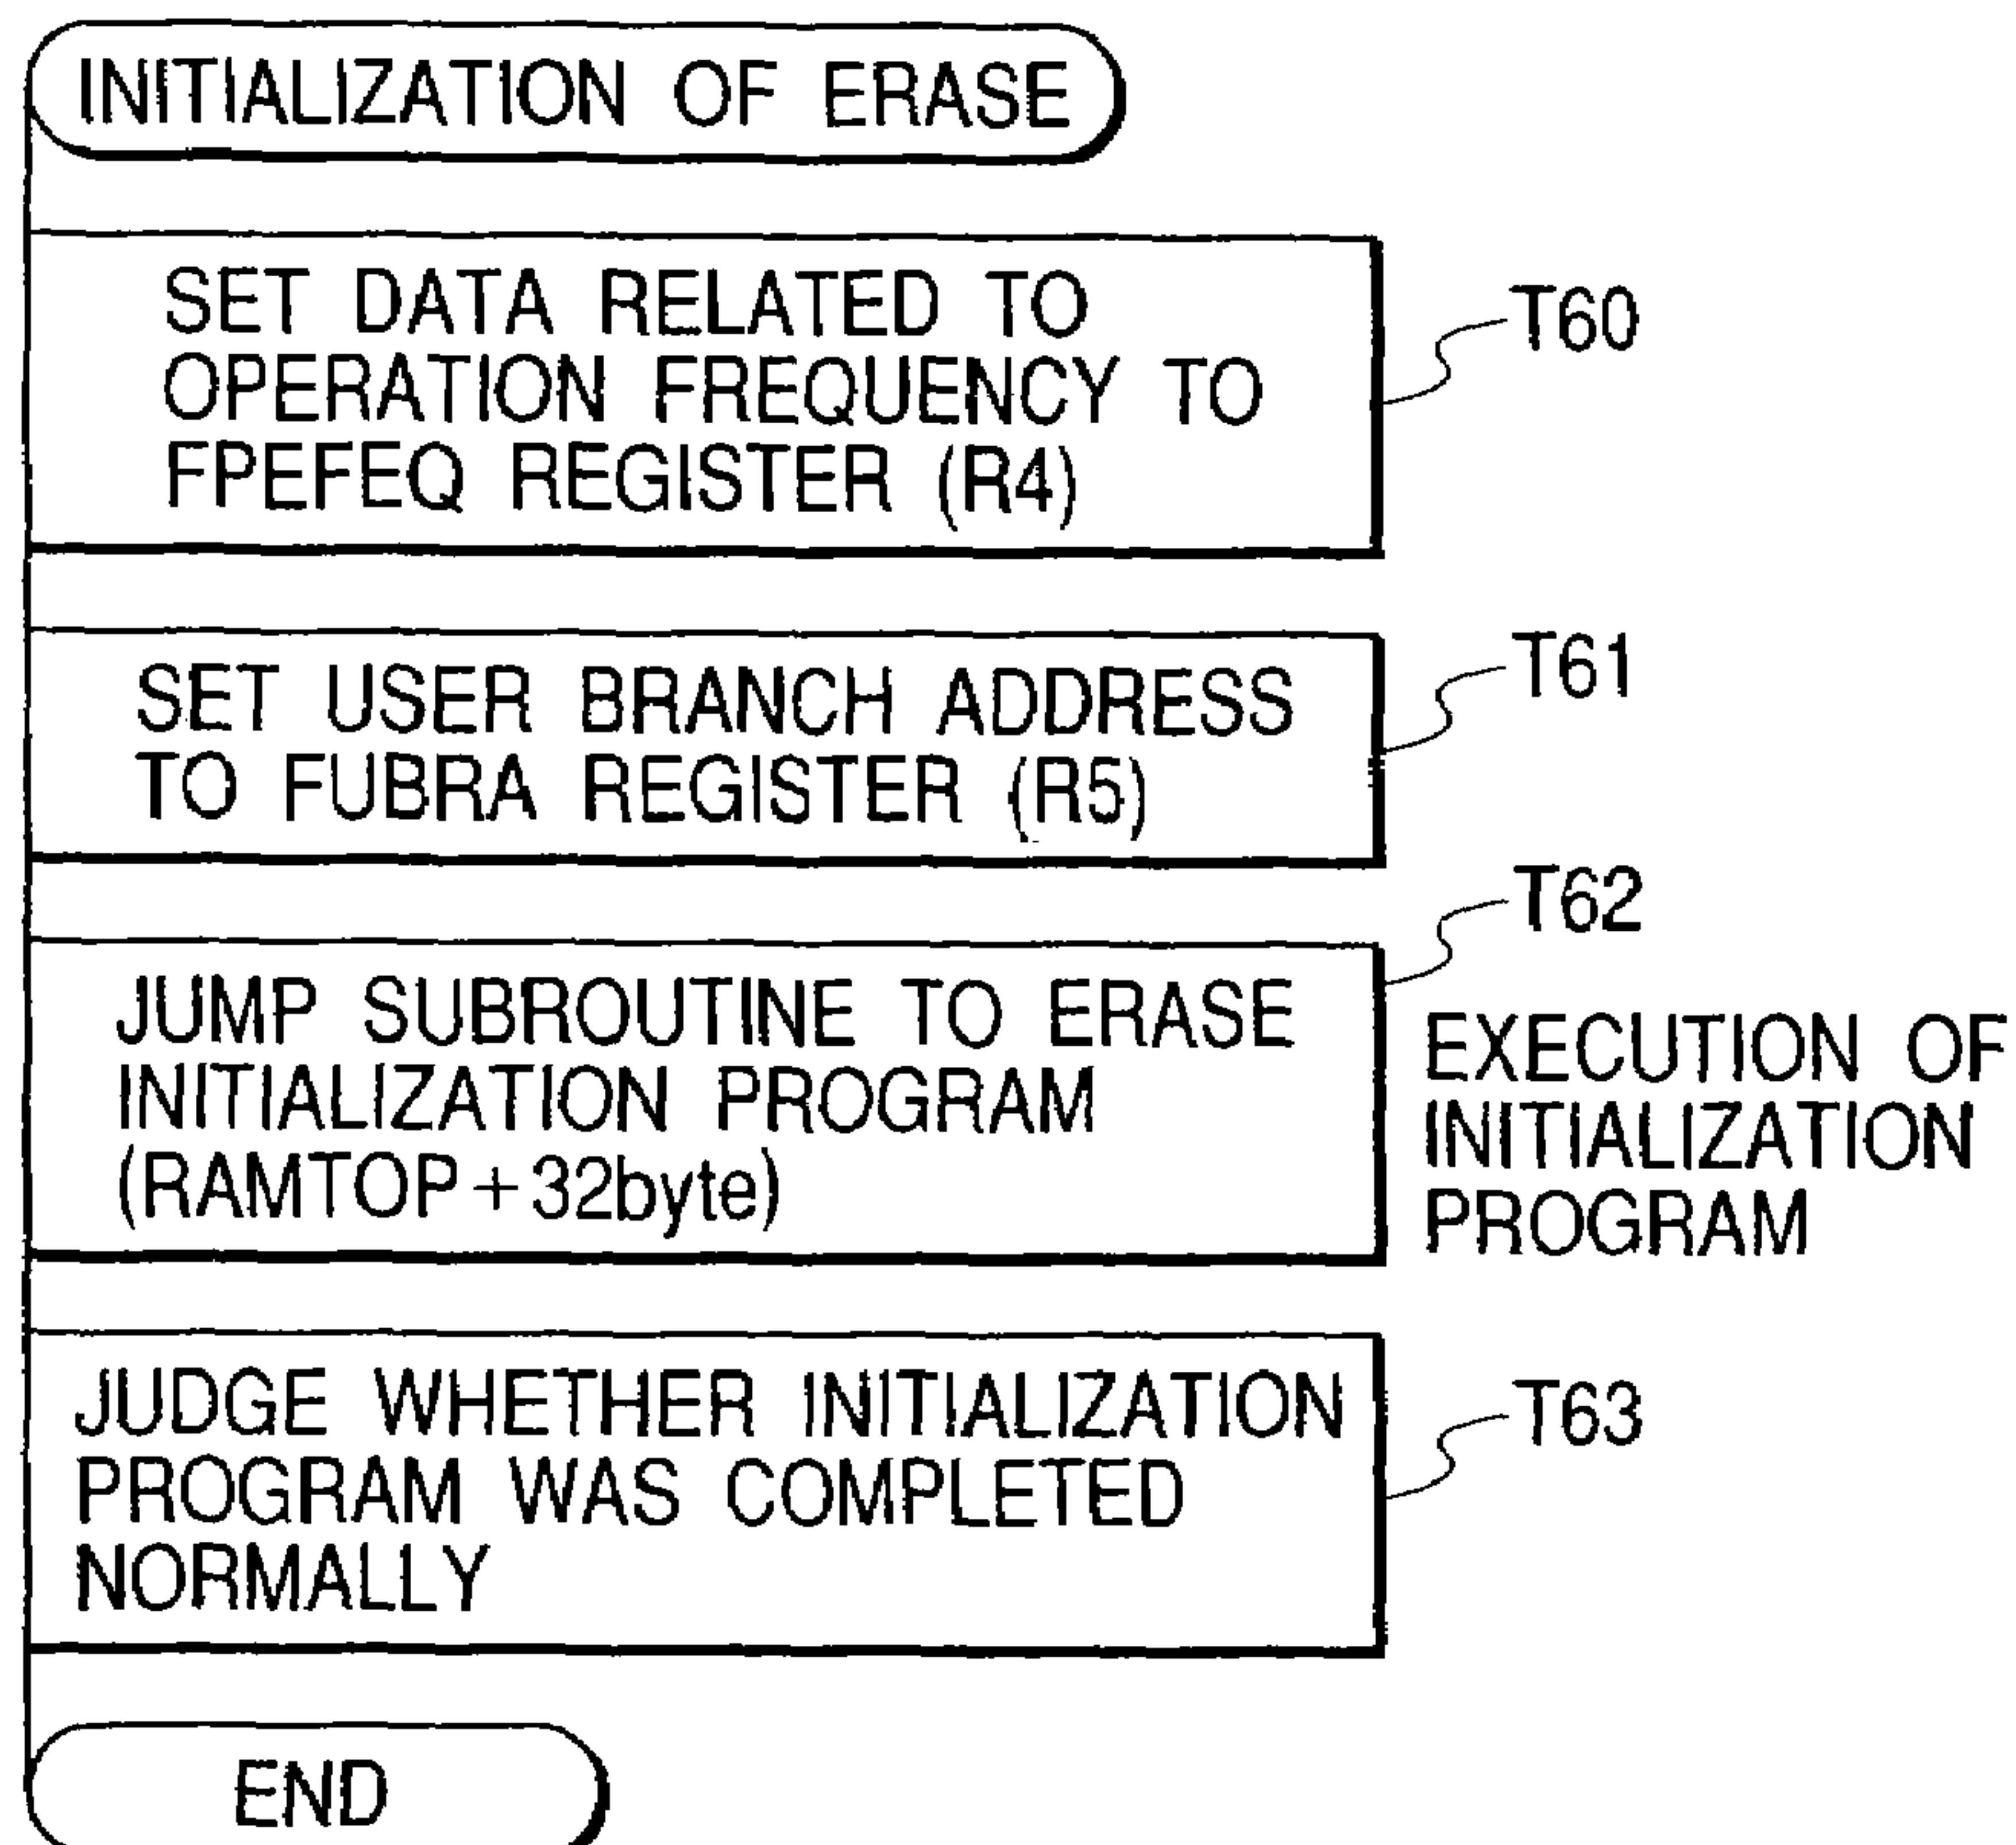 INITIALIZATION OF ERASE
SET DATA RELATED TO
OPERATION FREQUENCY TO
FPEFEQ REGISTER (R4)
T60
SET USER BRANCH ADDRESS
TO FUBRA REGISTER (R5)
T61
JUMP SUBROUTINE TO ERASE
INITIALIZATION PROGRAM
(RAMTOP+32byte)
T62
EXECUTION OF
INITIALIZATION
PROGRAM
JUDGE WHETHER INITIALIZATION
PROGRAM WAS COMPLETED
NORMALLY
T63
END